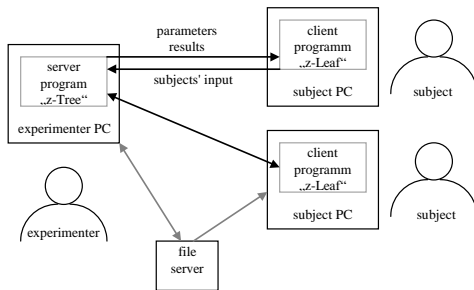 parameters
results
subjects' input
server
program
„z-Tree“
experimenter PC
client
programm
„z-Leaf“
subject PC
subject
client
programm
„z-Leaf“
subject PC
subject
experimenter
file
server